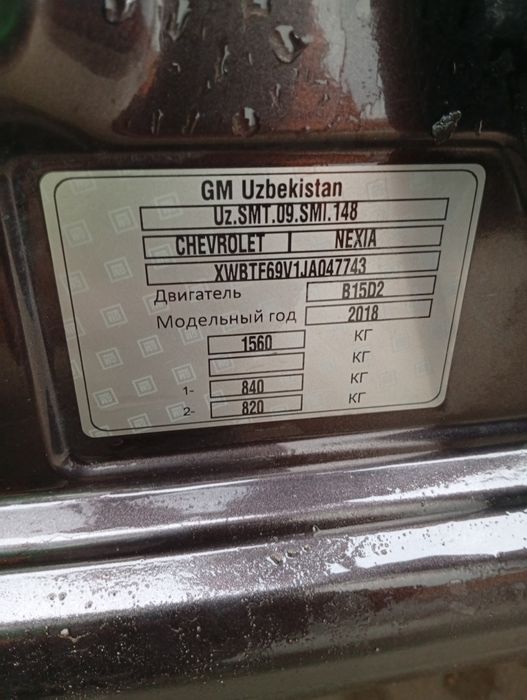 GM Uzbekistan
Uz.SMT.09.SMI.148
CHEVROLET NEXIA
XWBTF69V1JA047743
Двигатель B15D2
Модельный год 2018
1560 КГ
КГ
1- 840 КГ
2- 820 КГ